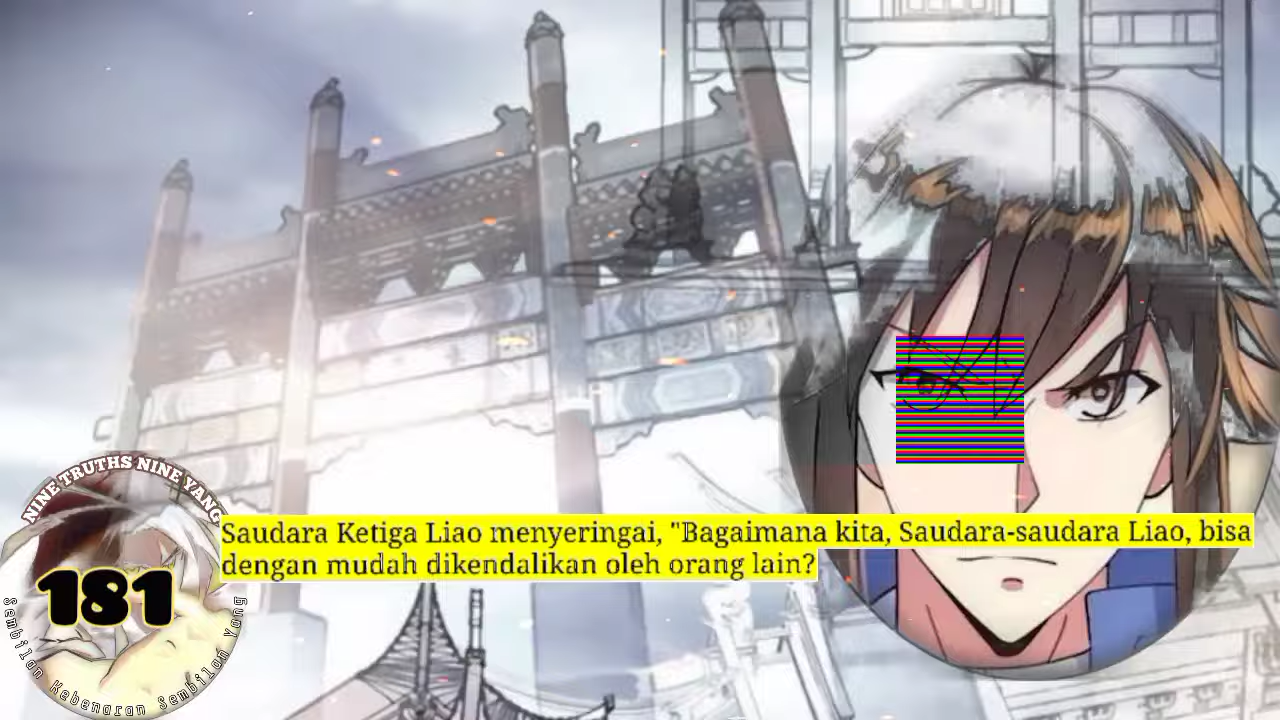 NINE TRUTHS NINE YANG
181
Sembilan Kebenaran Sembilan Yang
Saudara Ketiga Liao menyeringai, "Bagaimana kita, Saudara-saudara Liao, bisa
dengan mudah dikendalikan oleh orang lain?